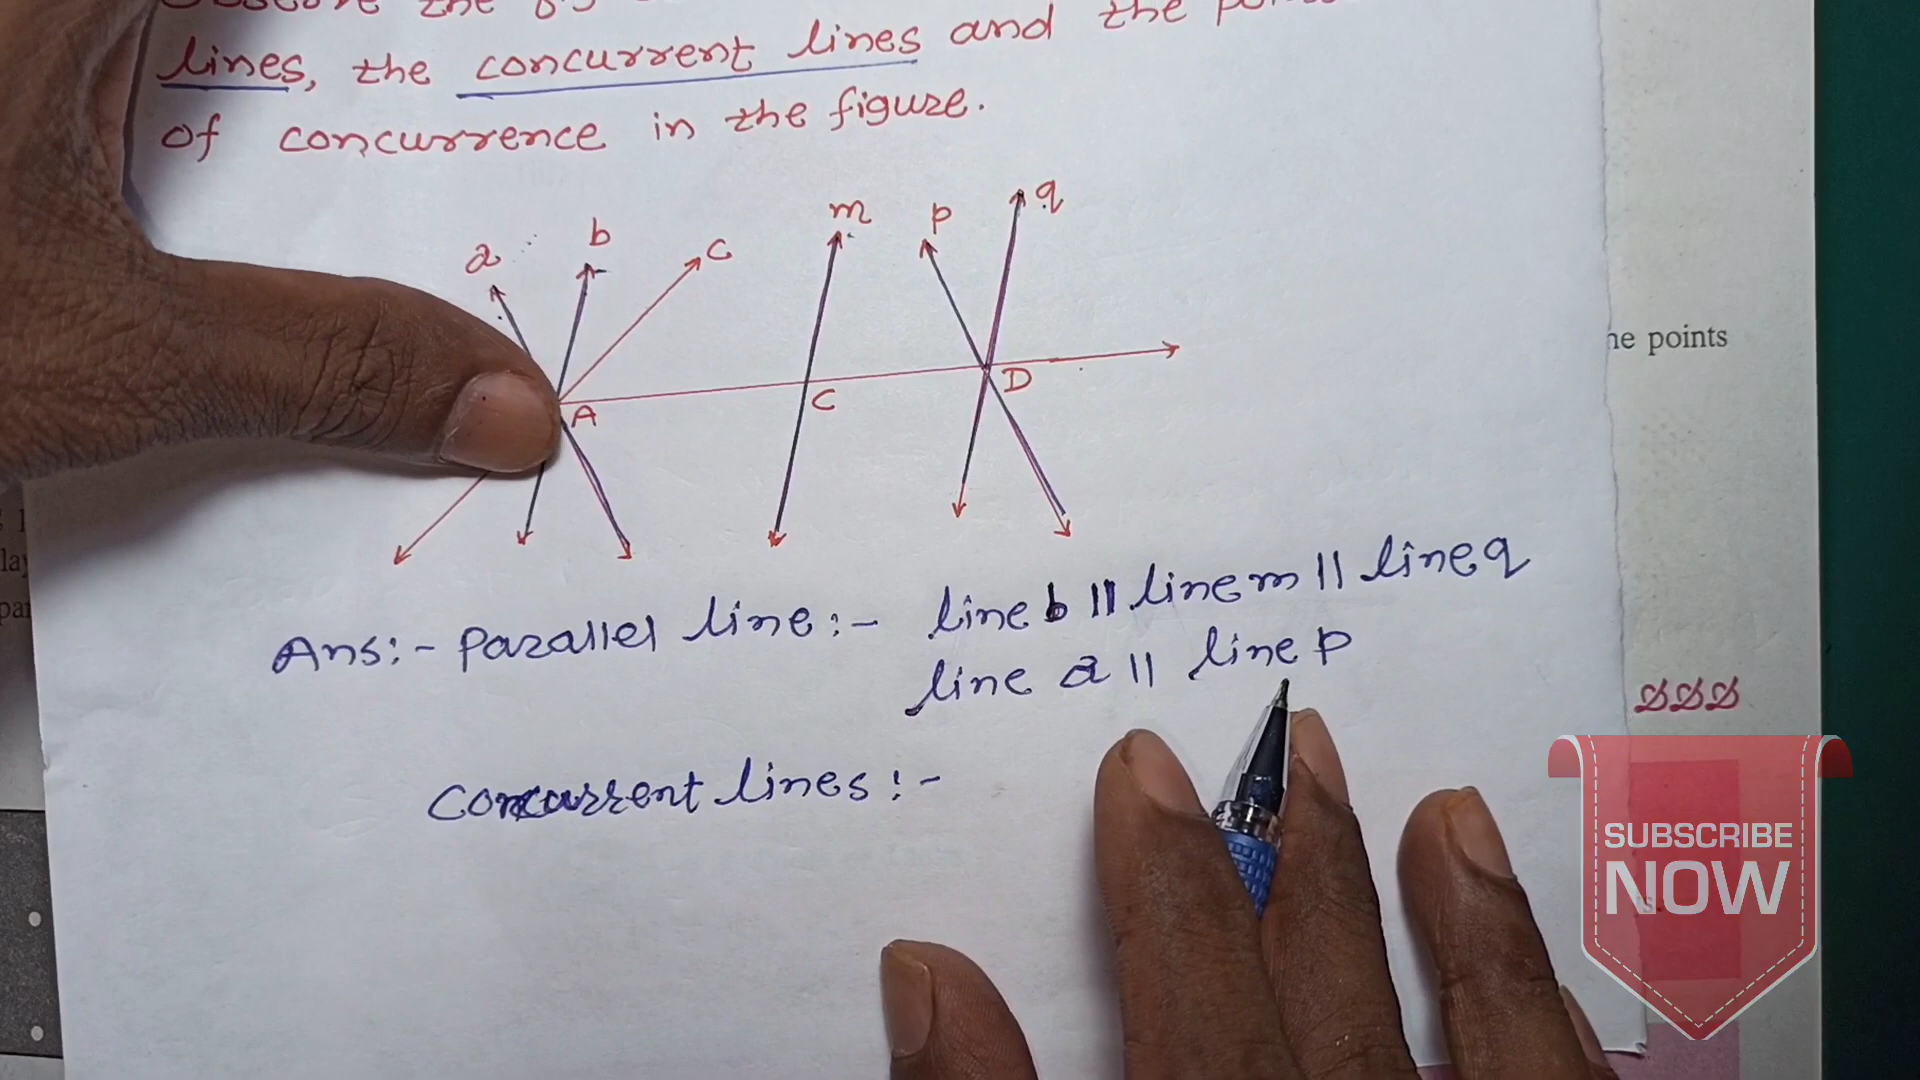 the
lines, the concurrent lines and the
of concurrence in the figure.
a b c m p q
A C D
he points
Ans:- Parallel line:- line b || line m || line q
line a || line p
Concurrent lines:-
SUBSCRIBE
NOW